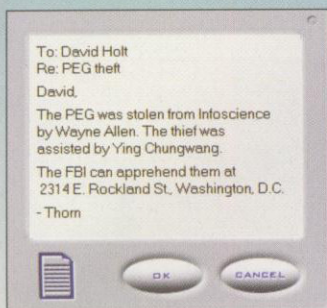 To: David Holt
Re: PEG theft
David,
The PEG was stolen from Infoscience
by Wayne Allen. The thief was
assisted by Ying Chungwang.
The FBI can apprehend them at
2314 E. Rockland St., Washington, D.C.
- Thorn
OK
CANCEL